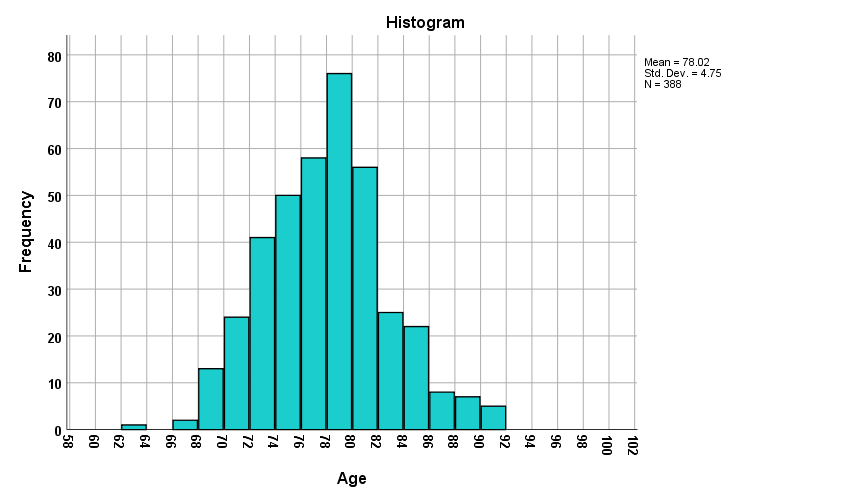 Histogram
Mean = 78.02
Std. Dev. = 4.75
N = 388
80
70
60
50
40
30
20
10
0
Frequency
58 60 62 64 66 68 70 72 74 76 78 80 82 84 86 88 90 92 94 96 98 100 102
Age